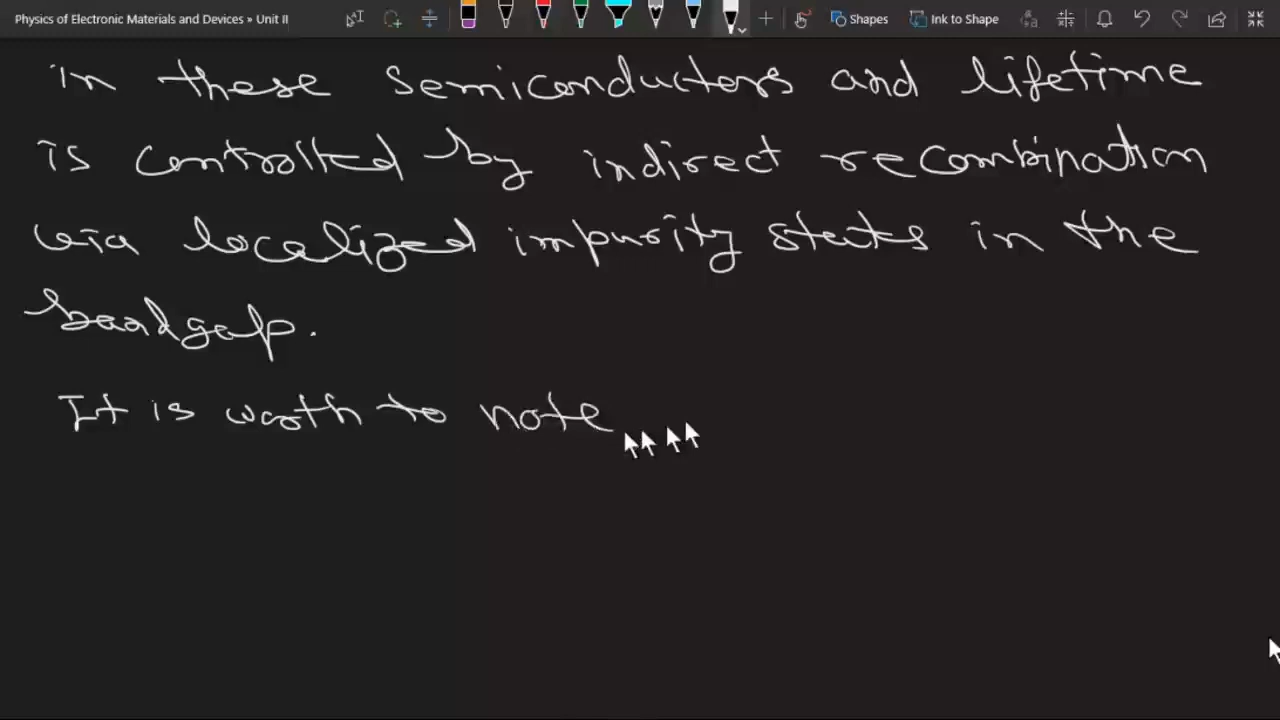 Physics of Electronic Materials and Devices » Unit II
Shapes
Ink to Shape
in these semiconductors and lifetime
is controlled by indirect recombination
via localized impurity states in the
bandgap.
It is worth to note